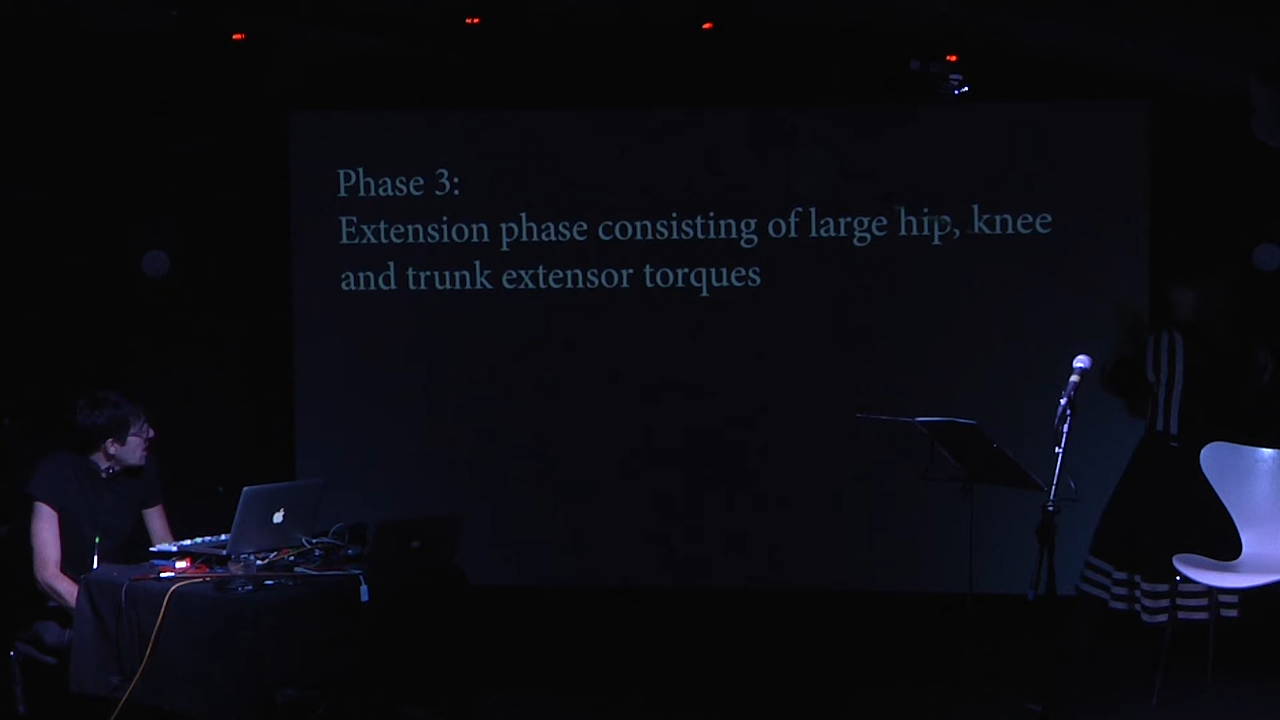 Phase 3:
Extension phase consisting of large hip, knee
and trunk extensor torques